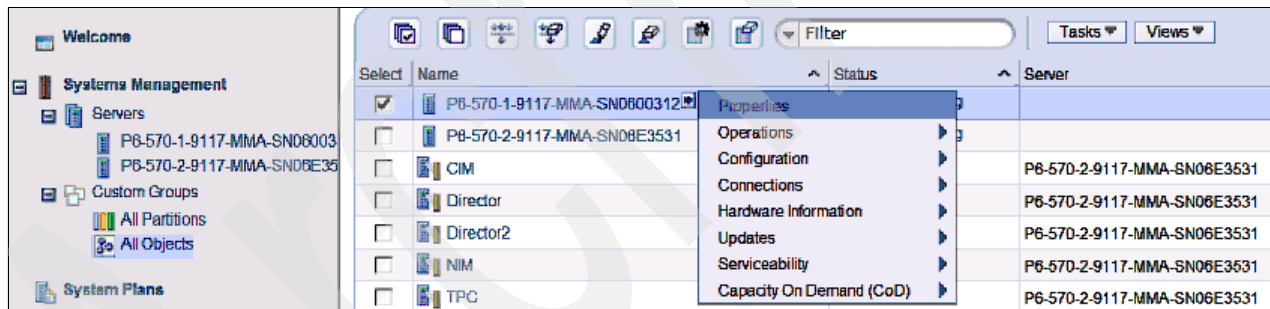 Welcome
Systems Management
Servers
P6-570-1-9117-MMA-SN06003
P6-570-2-9117-MMA-SN06E35
Custom Groups
All Partitions
All Objects
System Plans
Filter
Tasks
Views
Select Name Status Server
P6-570-1-9117-MMA-SN0600312
P6-570-2-9117-MMA-SN06E3531
CIM P6-570-2-9117-MMA-SN06E3531
Director P6-570-2-9117-MMA-SN06E3531
Director2 P6-570-2-9117-MMA-SN06E3531
NIM P6-570-2-9117-MMA-SN06E3531
TPC P6-570-2-9117-MMA-SN06E3531
Properties
Operations
Configuration
Connections
Hardware Information
Updates
Serviceability
Capacity On Demand (CoD)